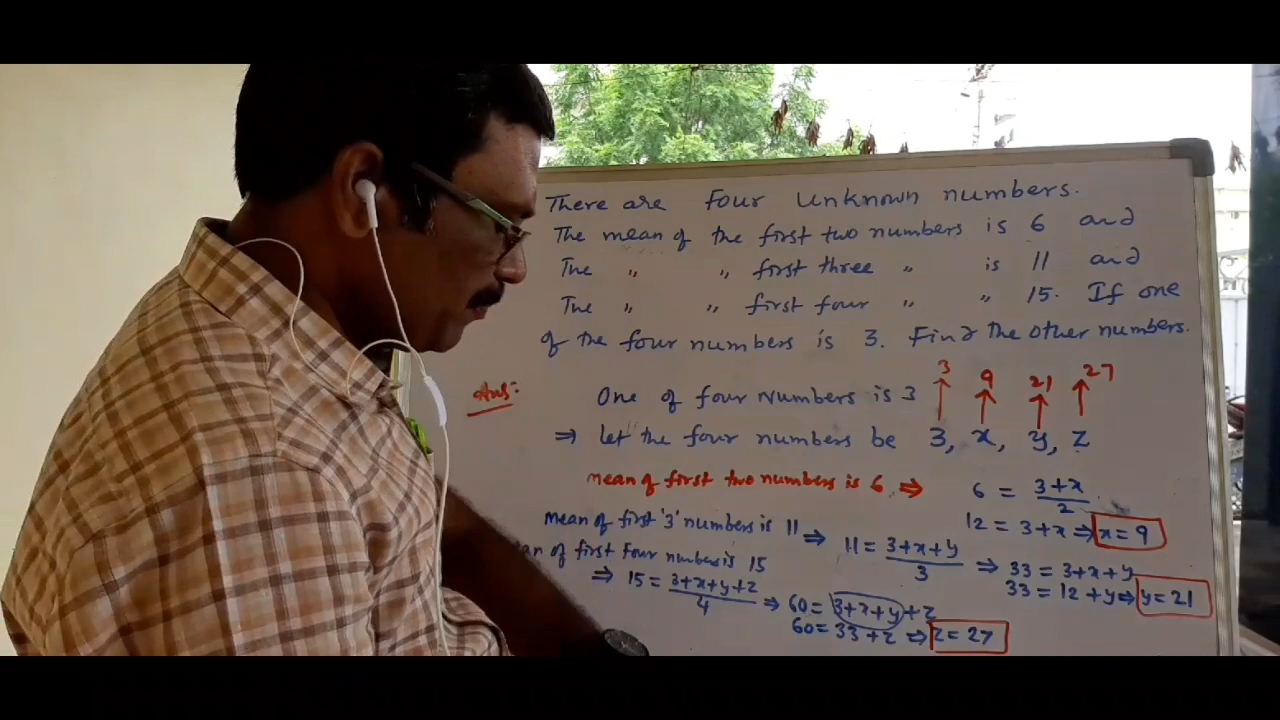 There are four unknown numbers.
The mean of the first two numbers is 6 and
The " " first three " is 11 and
The " " first four " " 15. If one
of the four numbers is 3. Find the other numbers.
Ans:
3 9 21 27
One of four numbers is 3
⇒ let the four numbers be 3, x, y, z
mean of first two numbers is 6 ⇒ 6 = 3+x/2
12 = 3+x ⇒ x = 9
mean of first '3' numbers is 11 ⇒ 11 = 3+x+y/3 ⇒ 33 = 3+x+y
33 = 12+y ⇒ y = 21
an of first four numbers is 15
⇒ 15 = 3+x+y+z/4 ⇒ 60 = 3+x+y+z
60 = 33+z ⇒ z = 27